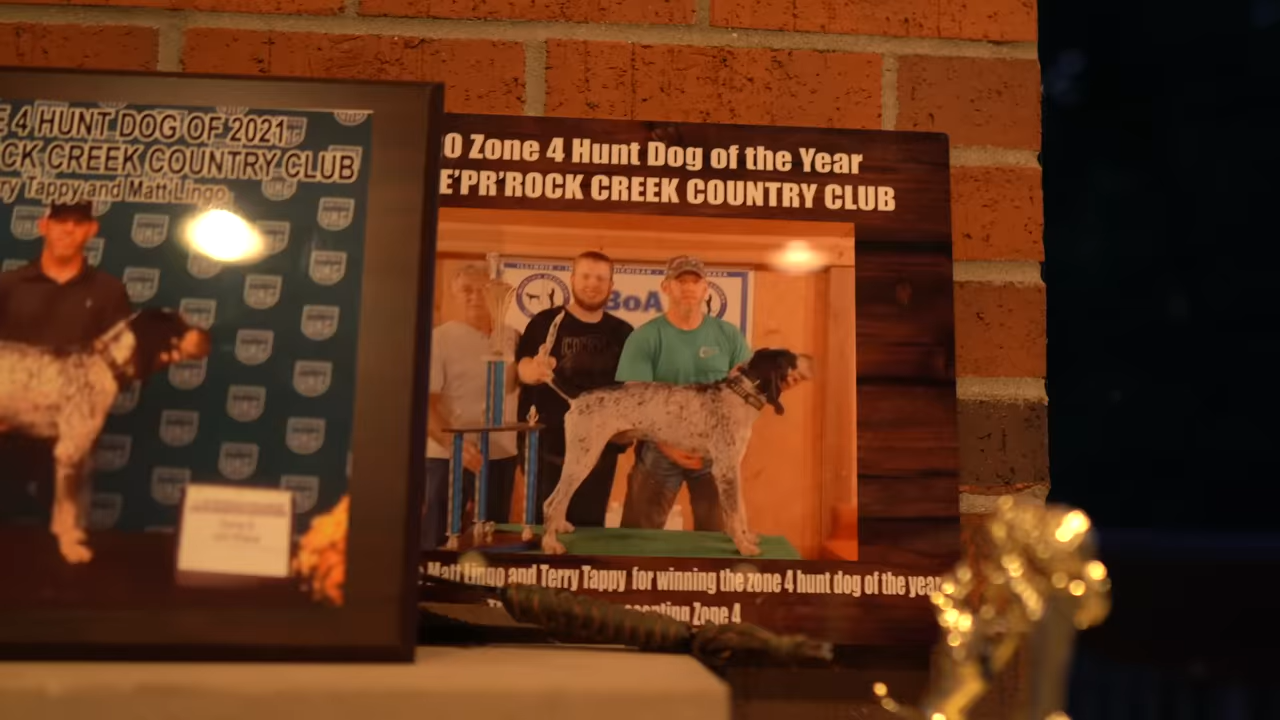 E 4 HUNT DOG OF 2021
CK CREEK COUNTRY CLUB
ry Tappy and Matt Lingo
0 Zone 4 Hunt Dog of the Year
E'PR'ROCK CREEK COUNTRY CLUB
BoA
Matt Lingo and Terry Tappy for winning the zone 4 hunt dog of the year
Zone 4